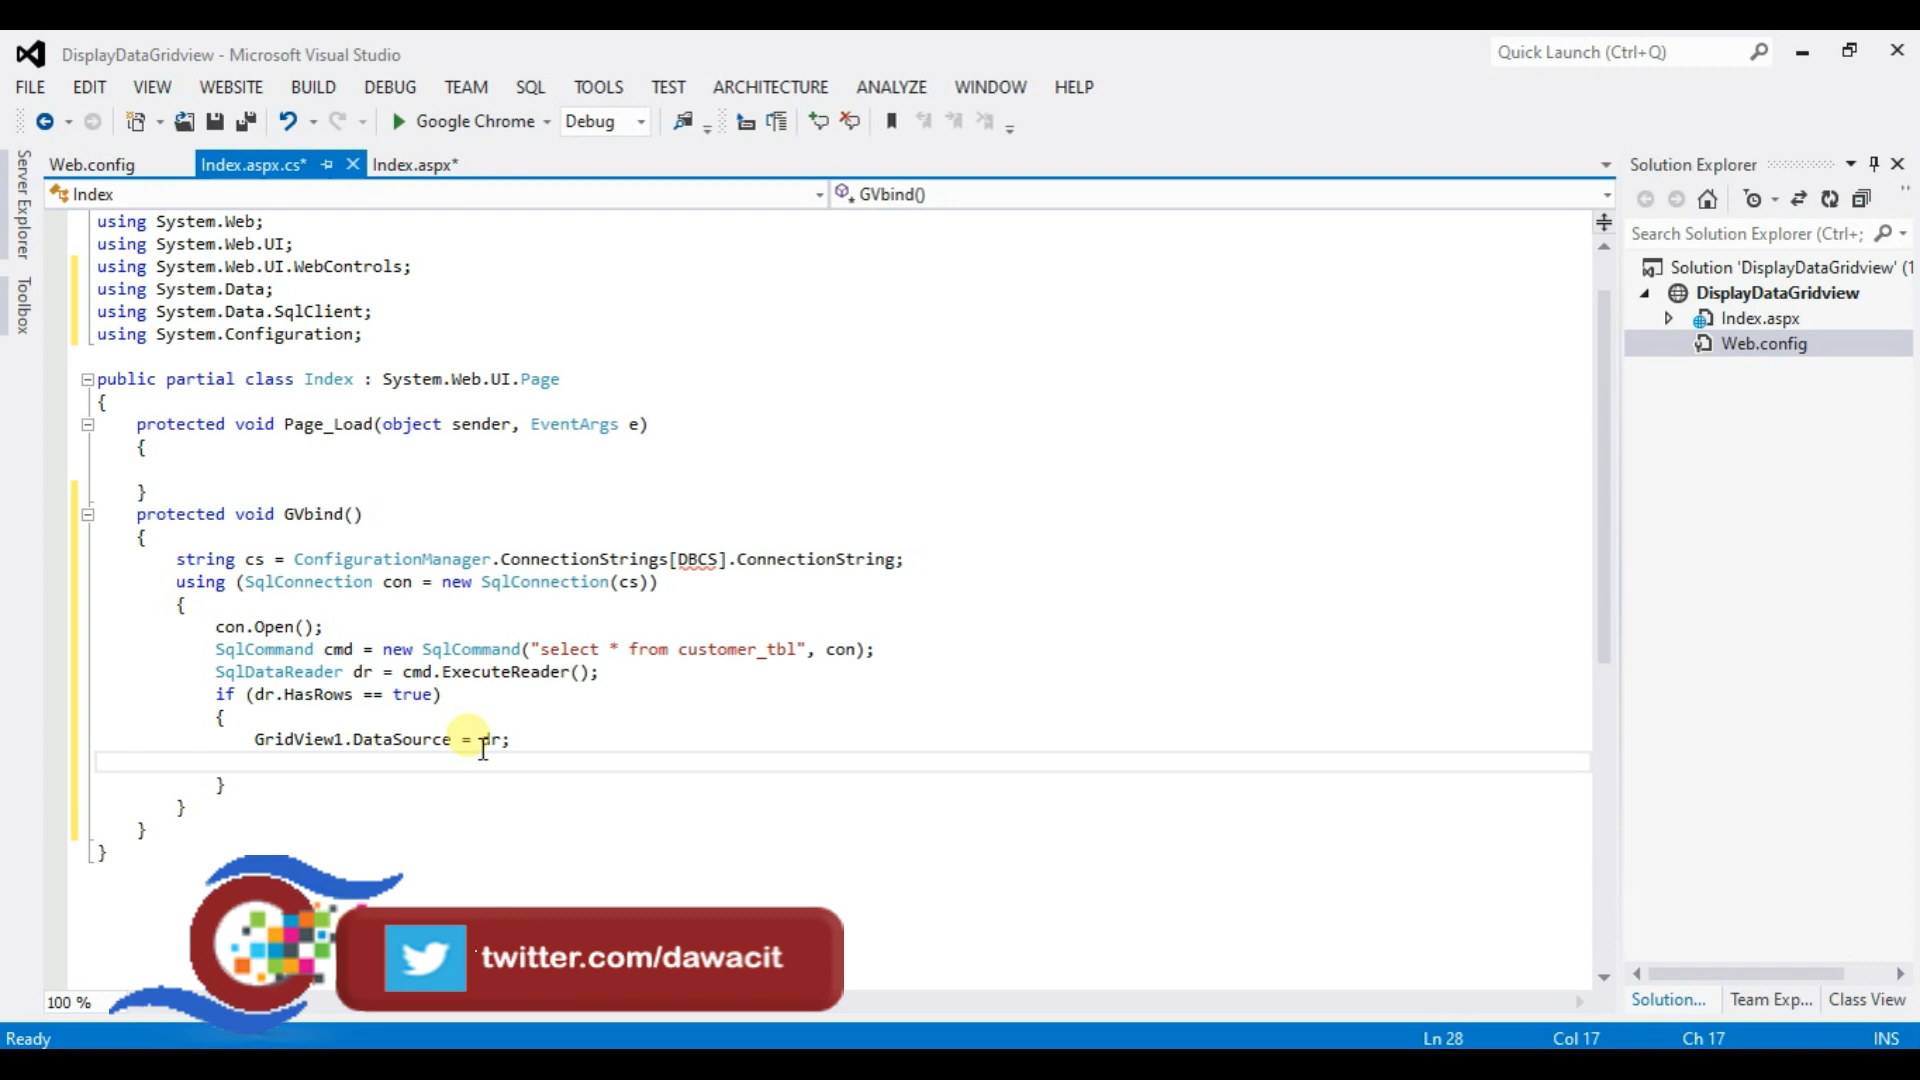 DisplayDataGridview - Microsoft Visual Studio
Quick Launch (Ctrl+Q)
FILE EDIT VIEW WEBSITE BUILD DEBUG TEAM SQL TOOLS TEST ARCHITECTURE ANALYZE WINDOW HELP
Google Chrome Debug
Web.config Index.aspx.cs* Index.aspx*
Index GVbind()
Server Explorer
Toolbox
using System.Web;
using System.Web.UI;
using System.Web.UI.WebControls;
using System.Data;
using System.Data.SqlClient;
using System.Configuration;
public partial class Index : System.Web.UI.Page
{
protected void Page_Load(object sender, EventArgs e)
{
}
protected void GVbind()
{
string cs = ConfigurationManager.ConnectionStrings[DBCS].ConnectionString;
using (SqlConnection con = new SqlConnection(cs))
{
con.Open();
SqlCommand cmd = new SqlCommand("select * from customer_tbl", con);
SqlDataReader dr = cmd.ExecuteReader();
if (dr.HasRows == true)
{
GridView1.DataSource = dr;
}
}
}
}
Solution Explorer
Search Solution Explorer (Ctrl+;
Solution 'DisplayDataGridview' (1
DisplayDataGridview
Index.aspx
Web.config
twitter.com/dawacit
100 %
Solution... Team Exp... Class View
Ready Ln 28 Col 17 Ch 17 INS